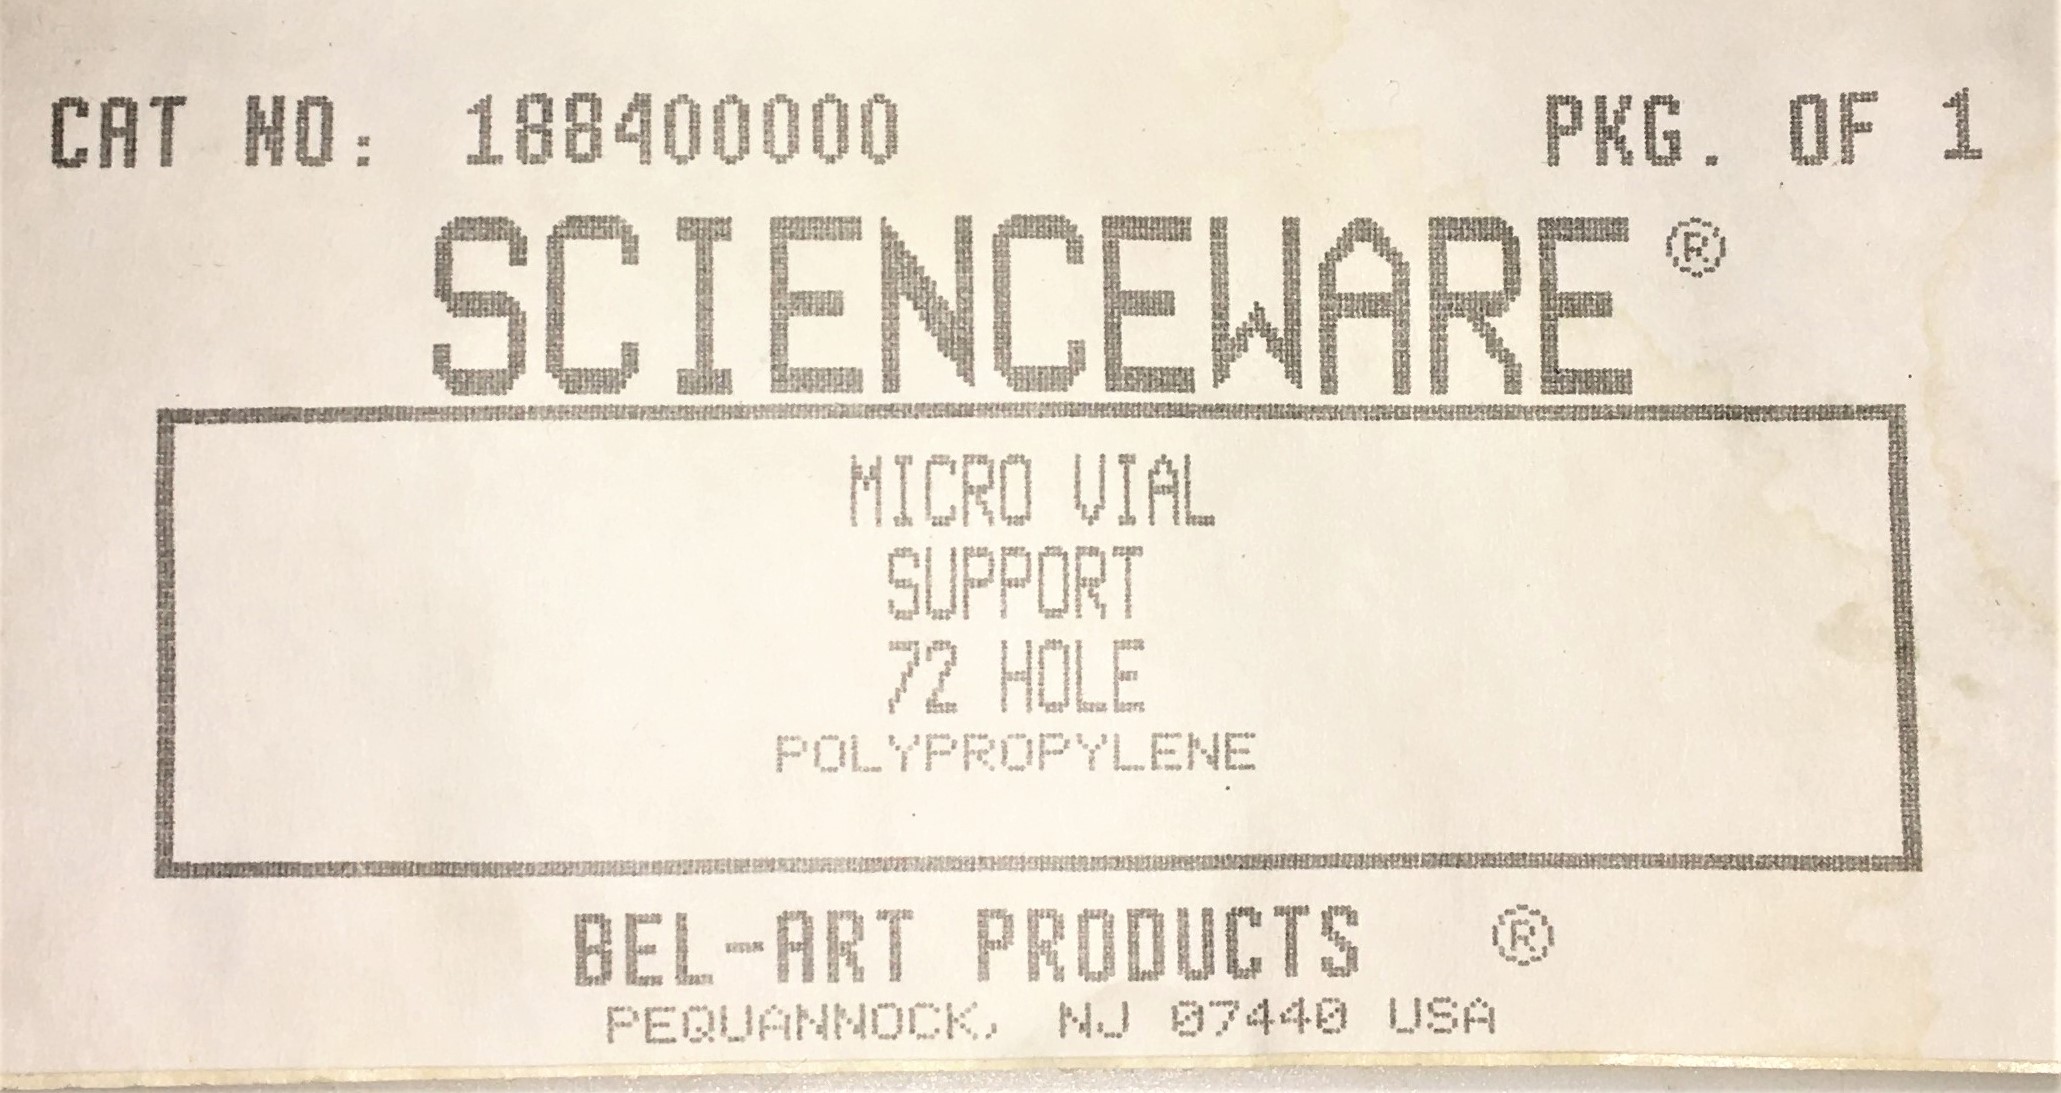 CAT NO: 188400000 PKG. OF 1
SCIENCEWARE®
MICRO VIAL
SUPPORT
72 HOLE
POLYPROPYLENE
BEL-ART PRODUCTS ®
PEQUANNOCK, NJ 07440 USA